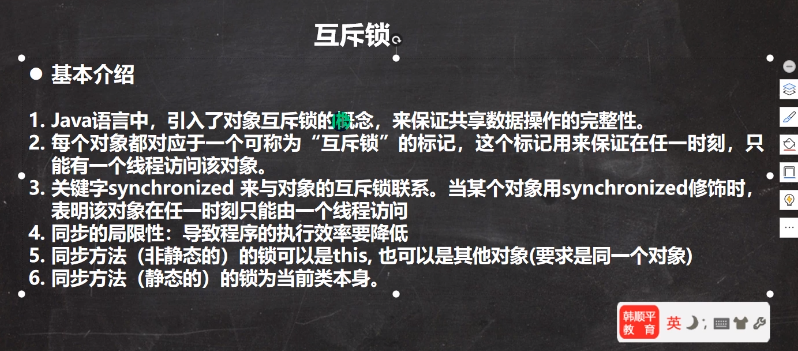 互斥锁
● 基本介绍
1. Java语言中，引入了对象互斥锁的概念，来保证共享数据操作的完整性。
2. 每个对象都对应于一个可称为“互斥锁”的标记，这个标记用来保证在任一时刻，只
能有一个线程访问该对象。
3. 关键字synchronized 来与对象的互斥锁联系。当某个对象用synchronized修饰时，
表明该对象在任一时刻只能由一个线程访问
4. 同步的局限性：导致程序的执行效率要降低
5. 同步方法（非静态的）的锁可以是this, 也可以是其他对象(要求是同一个对象)
6. 同步方法（静态的）的锁为当前类本身。
韩顺平
教 育
英